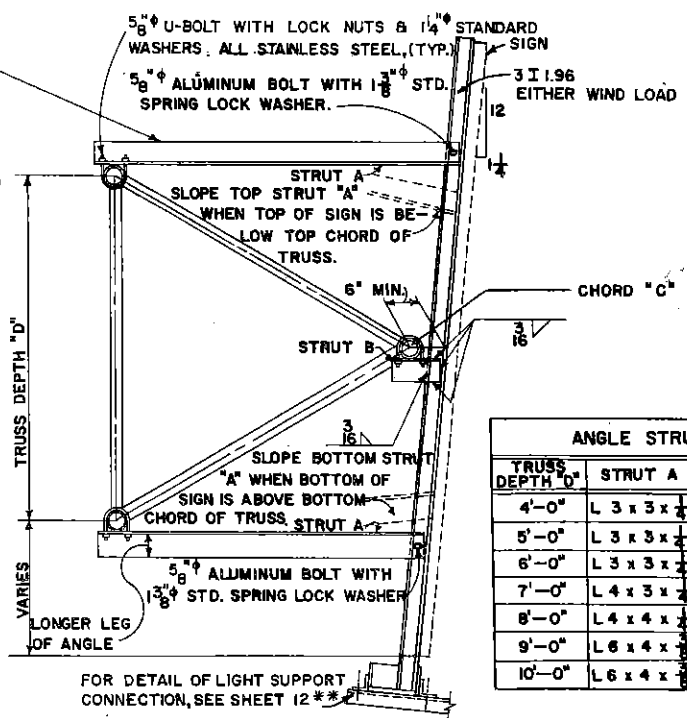 5/8"φ U-BOLT WITH LOCK NUTS & 1 1/4"φ STANDARD
WASHERS. ALL STAINLESS STEEL, (TYP.)
SIGN
5/8"φ ALUMINUM BOLT WITH 1 3/8"φ STD.
SPRING LOCK WASHER.
3 I 1.96
EITHER WIND LOAD
12
1 1/4
STRUT A
SLOPE TOP STRUT "A"
WHEN TOP OF SIGN IS BE-
LOW TOP CHORD OF
TRUSS.
6" MIN.
CHORD "C"
3/16
STRUT B
TRUSS DEPTH "D"
3/16
SLOPE BOTTOM STRUT
"A" WHEN BOTTOM OF
SIGN IS ABOVE BOTTOM
CHORD OF TRUSS
STRUT A
5/8"φ ALUMINUM BOLT WITH
1 3/8"φ STD. SPRING LOCK WASHER
VARIES
LONGER LEG
OF ANGLE
FOR DETAIL OF LIGHT SUPPORT
CONNECTION, SEE SHEET 12 **
ANGLE STRU
TRUSS DEPTH "D" STRUT A
4'-0" L 3 x 3 x
5'-0" L 3 x 3 x
6'-0" L 3 x 3 x
7'-0" L 4 x 3 x
8'-0" L 4 x 4 x
9'-0" L 6 x 4 x
10'-0" L 6 x 4 x